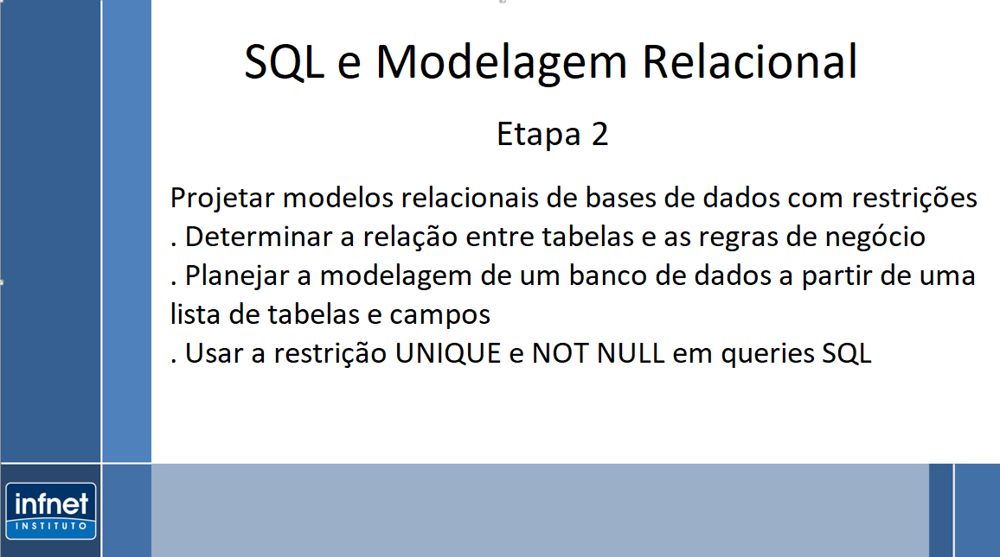 SQL e Modelagem Relacional
Etapa 2
Projetar modelos relacionais de bases de dados com restrições
. Determinar a relação entre tabelas e as regras de negócio
. Planejar a modelagem de um banco de dados a partir de uma
lista de tabelas e campos
. Usar a restrição UNIQUE e NOT NULL em queries SQL
infnet
INSTITUTO